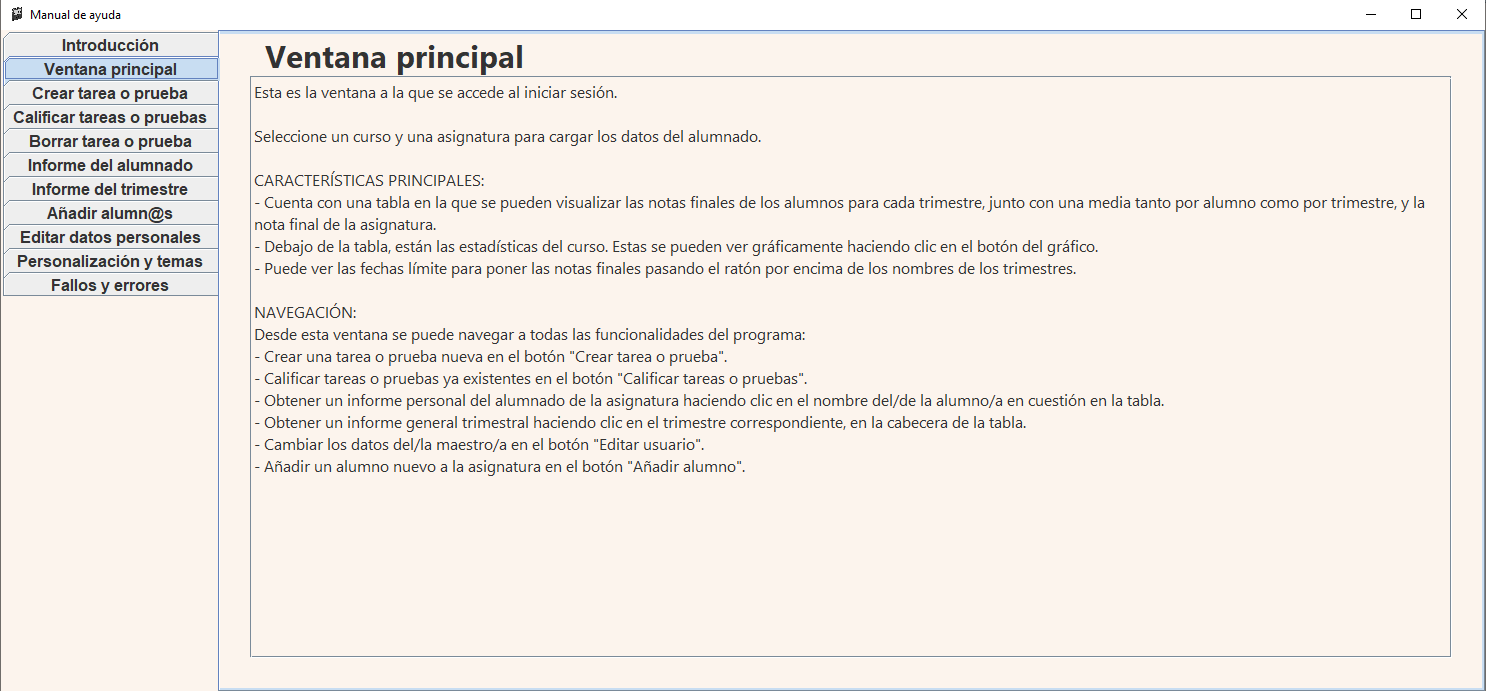 Manual de ayuda
Introducción
Ventana principal
Crear tarea o prueba
Calificar tareas o pruebas
Borrar tarea o prueba
Informe del alumnado
Informe del trimestre
Añadir alumn@s
Editar datos personales
Personalización y temas
Fallos y errores
Ventana principal
Esta es la ventana a la que se accede al iniciar sesión.
Seleccione un curso y una asignatura para cargar los datos del alumnado.
CARACTERÍSTICAS PRINCIPALES:
- Cuenta con una tabla en la que se pueden visualizar las notas finales de los alumnos para cada trimestre, junto con una media tanto por alumno como por trimestre, y la
nota final de la asignatura.
- Debajo de la tabla, están las estadísticas del curso. Estas se pueden ver gráficamente haciendo clic en el botón del gráfico.
- Puede ver las fechas límite para poner las notas finales pasando el ratón por encima de los nombres de los trimestres.
NAVEGACIÓN:
Desde esta ventana se puede navegar a todas las funcionalidades del programa:
- Crear una tarea o prueba nueva en el botón "Crear tarea o prueba".
- Calificar tareas o pruebas ya existentes en el botón "Calificar tareas o pruebas".
- Obtener un informe personal del alumnado de la asignatura haciendo clic en el nombre del/de la alumno/a en cuestión en la tabla.
- Obtener un informe general trimestral haciendo clic en el trimestre correspondiente, en la cabecera de la tabla.
- Cambiar los datos del/la maestro/a en el botón "Editar usuario".
- Añadir un alumno nuevo a la asignatura en el botón "Añadir alumno".